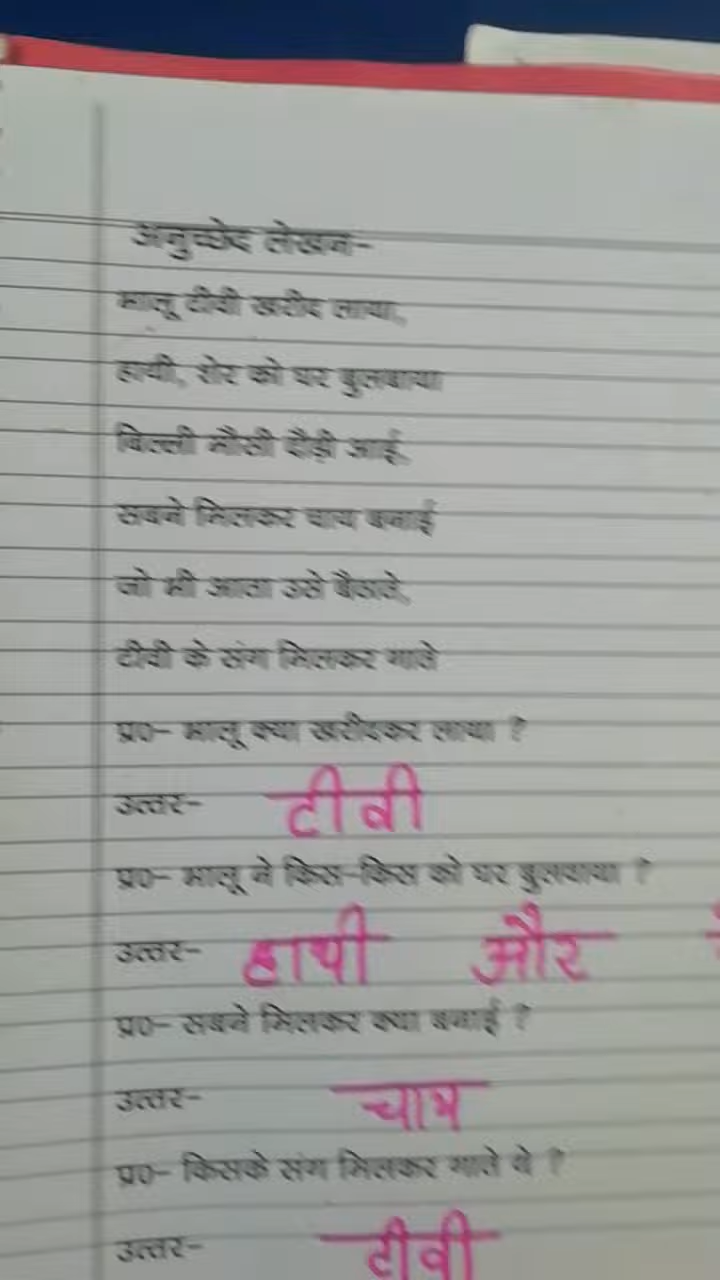 अनुच्छेद लेखन-
भालू टीवी खरीद लाया,
हाथी, शेर को घर बुलवाया
बिल्ली मौसी दौड़ी आई,
सबने मिलकर चाय बनाई
जो भी आता उसे बैठाते,
टीवी के संग मिलकर गाते
प्र०- भालू क्या खरीदकर लाया ?
उत्तर- टीवी
प्र०- भालू ने किस-किस को घर बुलवाया ?
उत्तर- हाथी और
प्र०- सबने मिलकर क्या बनाई ?
उत्तर- चाय
प्र०- किसके संग मिलकर गाते थे ?
उत्तर- टीवी